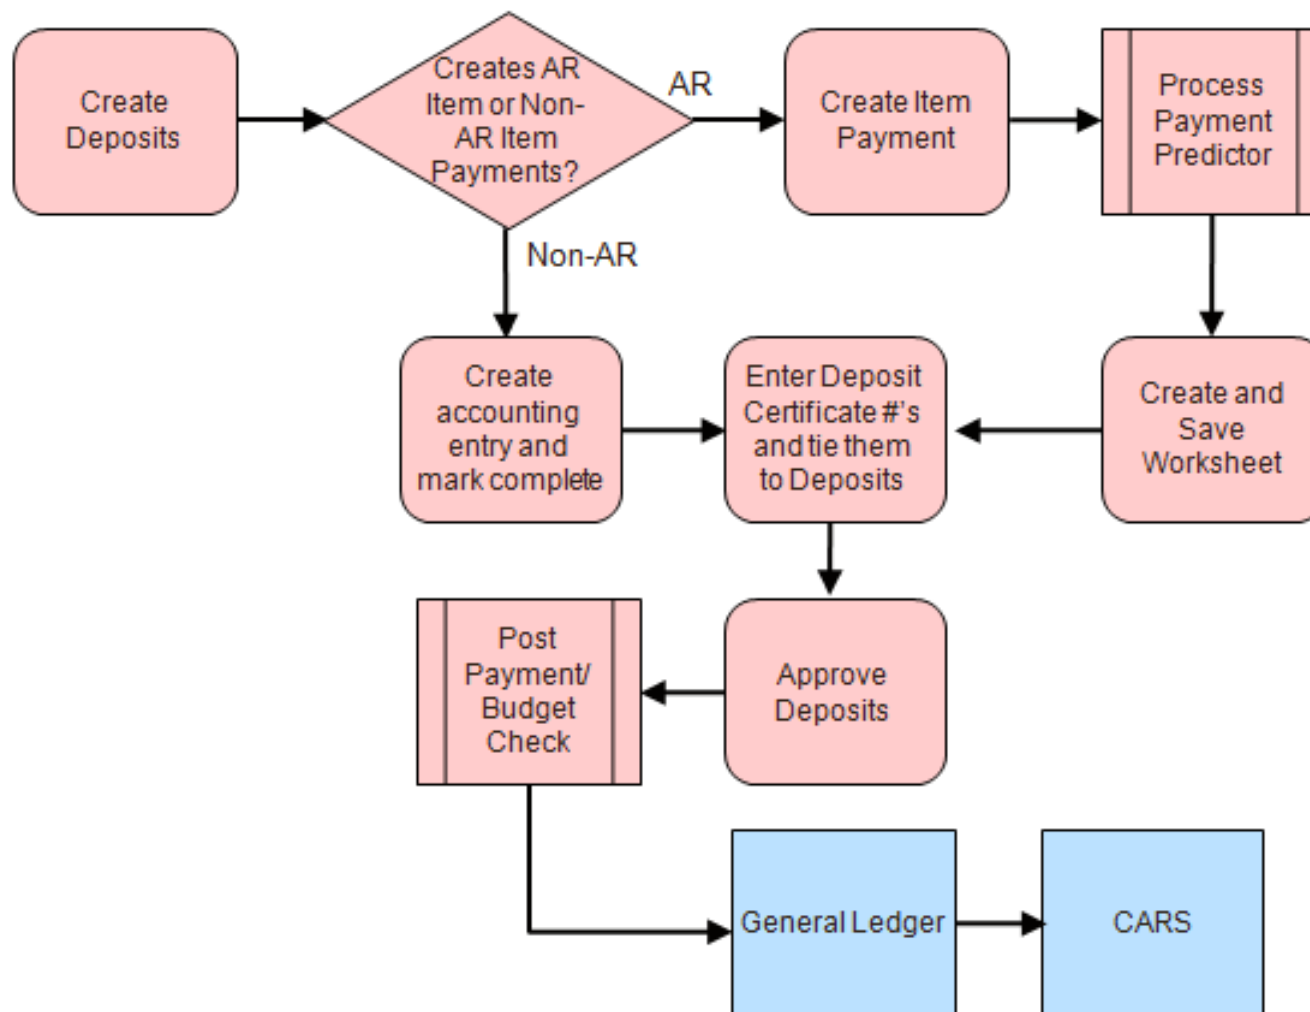 Create
Deposits
Creates AR
Item or Non-
AR Item
Payments?
AR
Create Item
Payment
Process
Payment
Predictor
Non-AR
Create
accounting
entry and
mark complete
Enter Deposit
Certificate #'s
and tie them
to Deposits
Create and
Save
Worksheet
Post
Payment/
Budget
Check
Approve
Deposits
General Ledger
CARS